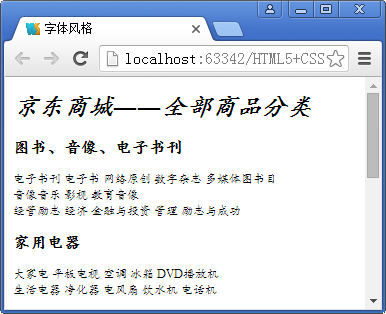 字体风格
localhost:63342/HTML5+CSS
京东商城——全部商品分类
图书、音像、电子书刊
电子书刊 电子书 网络原创 数字杂志 多媒体图书目
音像音乐 影视 教育音像
经营励志 经济 金融与投资 管理 励志与成功
家用电器
大家电 平板电视 空调 冰箱 DVD播放机
生活电器 净化器 电风扇 饮水机 电话机